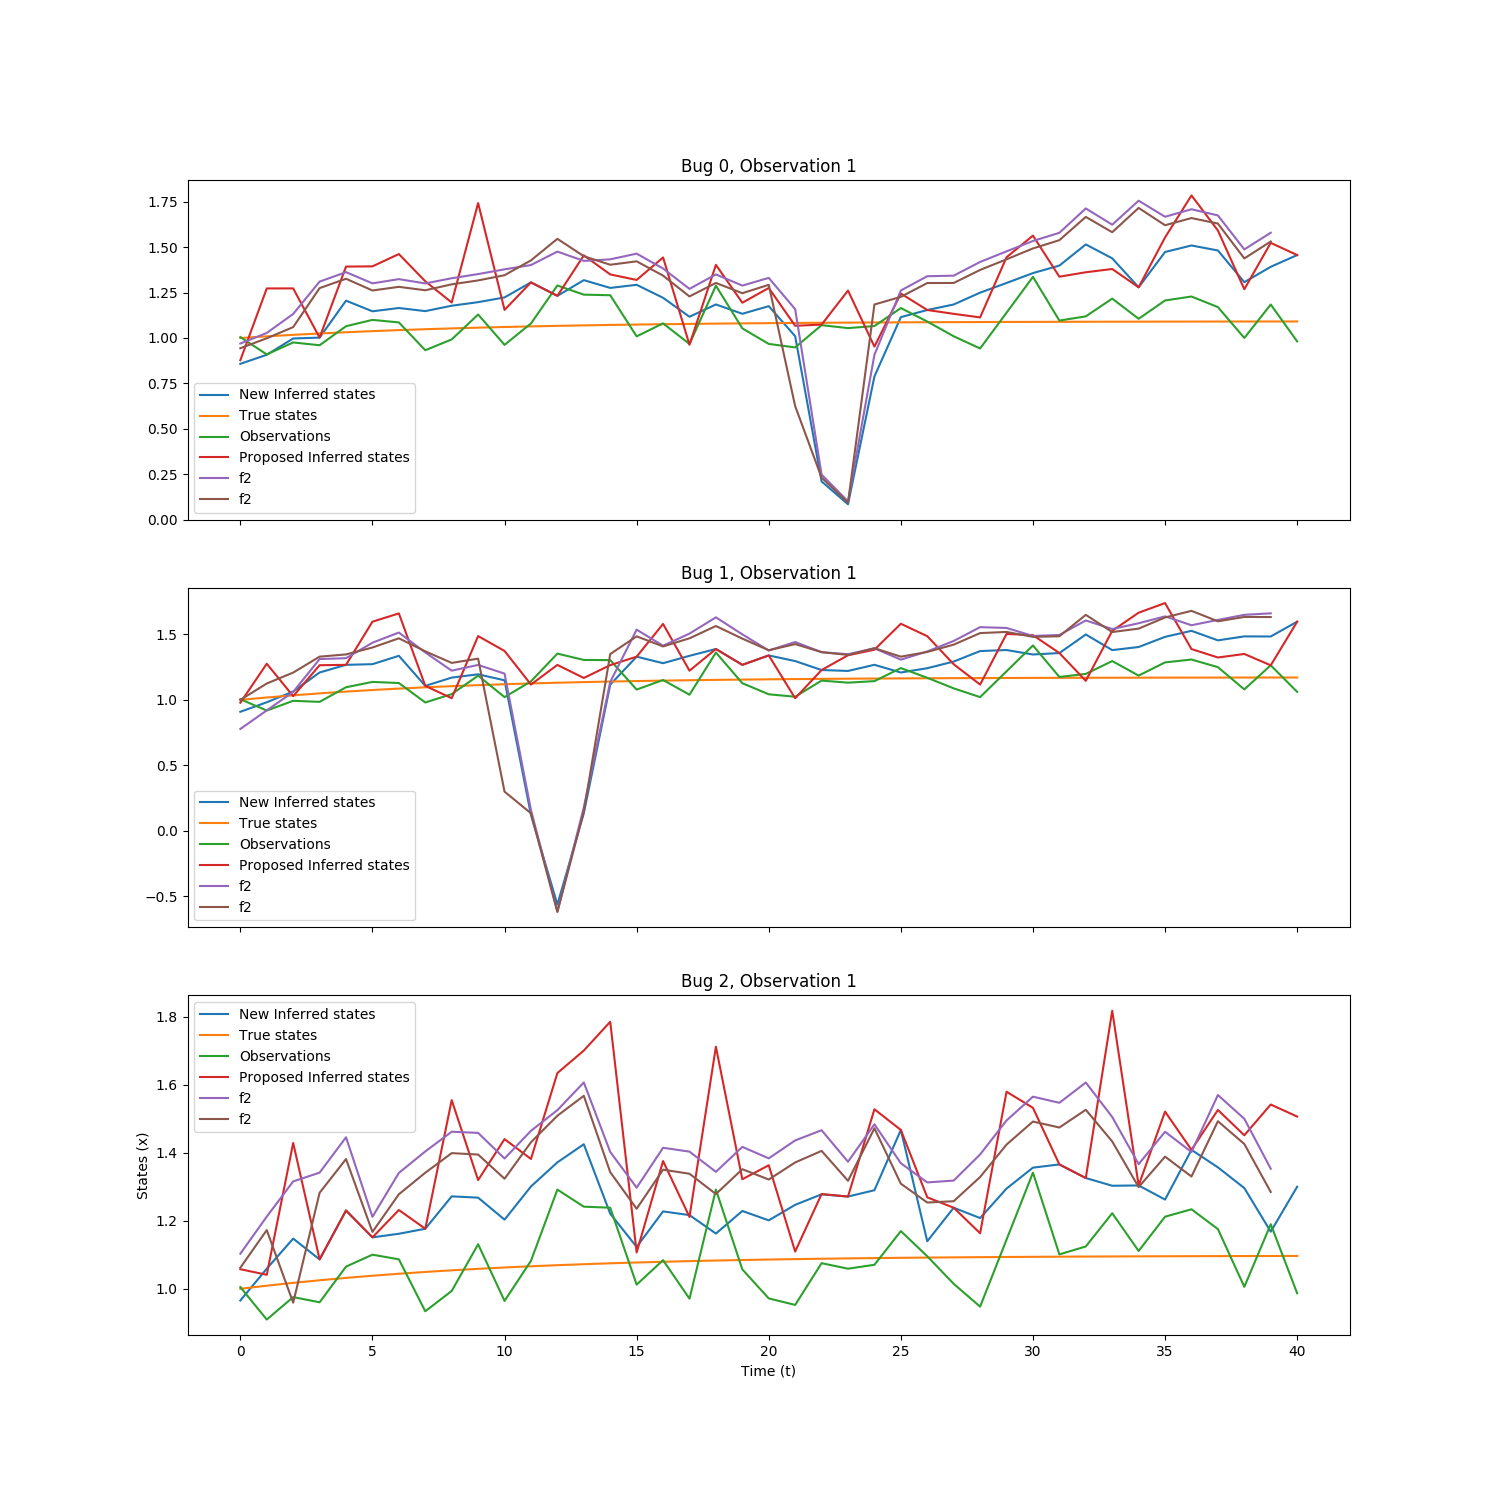 Bug 0, Observation 1
1.75
1.50
1.25
1.00
0.75
0.50
0.25
0.00
New Inferred states
True states
Observations
Proposed Inferred states
f2
f2
Bug 1, Observation 1
1.5
1.0
0.5
0.0
−0.5
New Inferred states
True states
Observations
Proposed Inferred states
f2
f2
Bug 2, Observation 1
States (x)
1.8
1.6
1.4
1.2
1.0
New Inferred states
True states
Observations
Proposed Inferred states
f2
f2
0 5 10 15 20 25 30 35 40
Time (t)